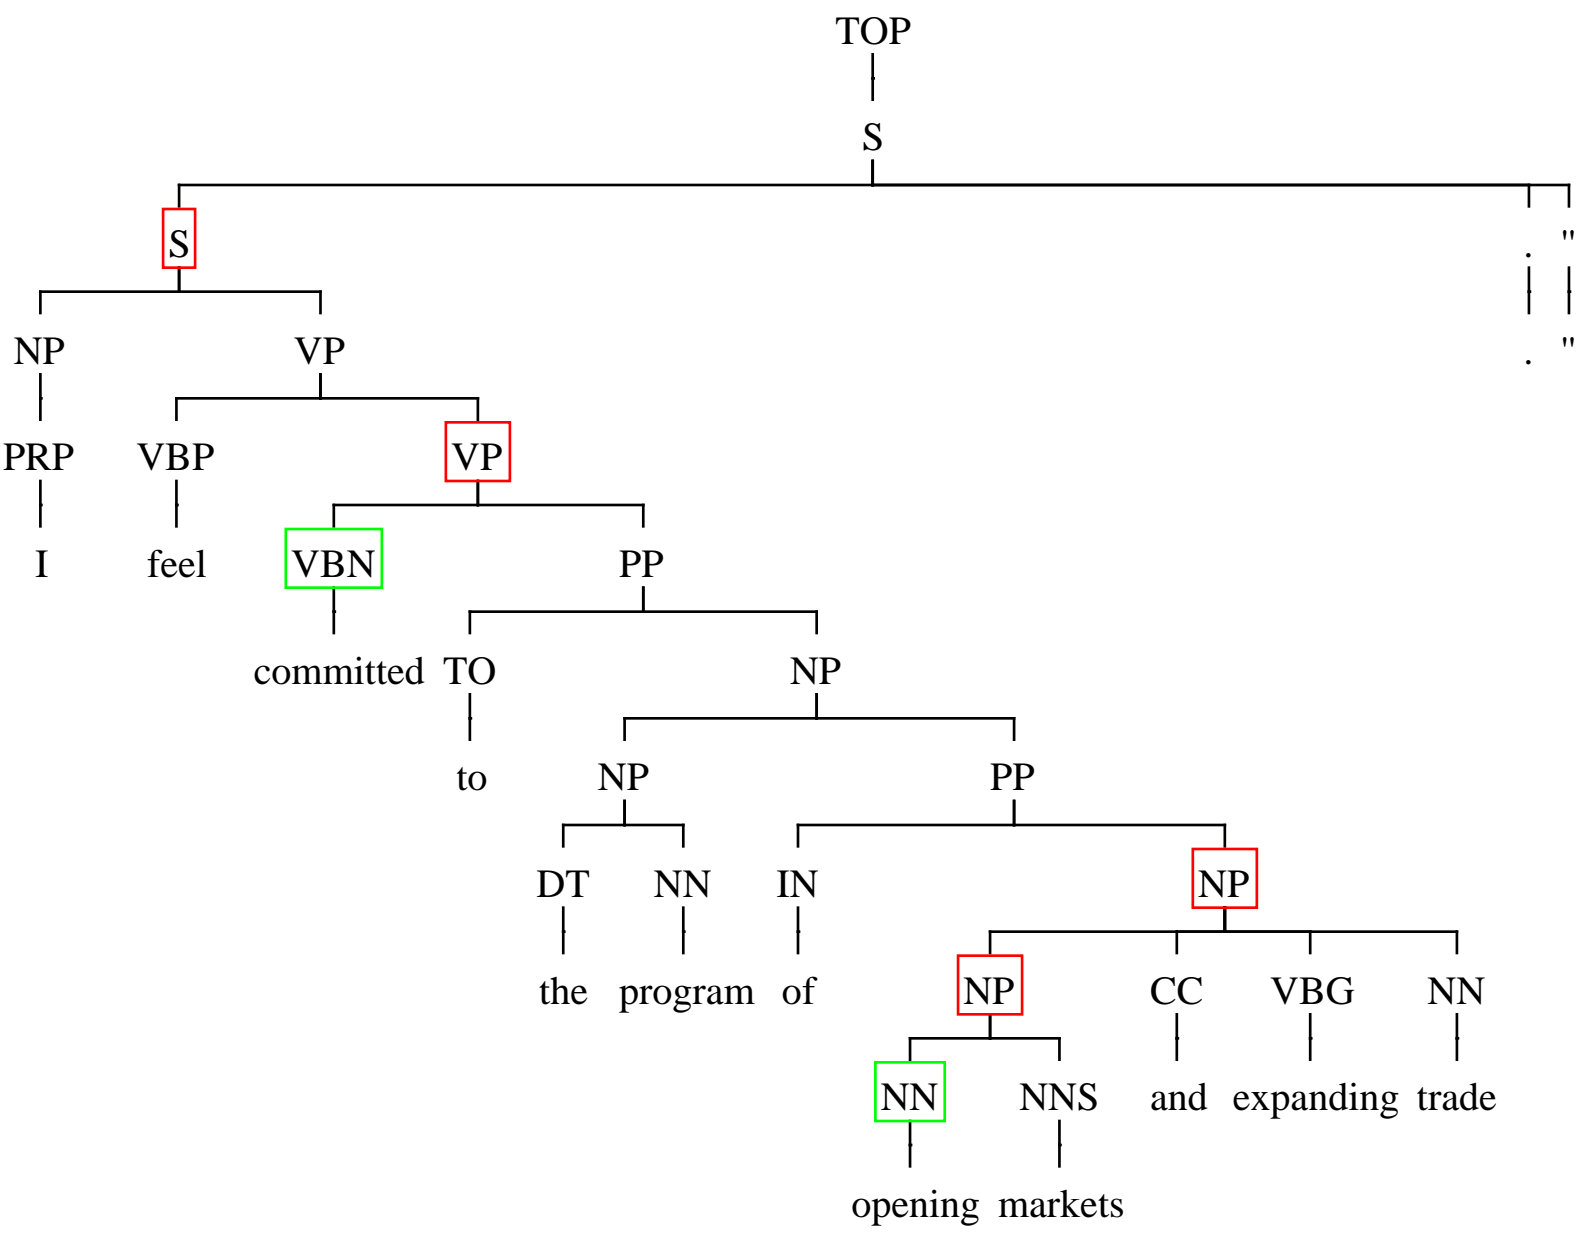 TOP
S
S . "
NP VP . "
PRP VBP VP
I feel VBN PP
committed TO NP
to NP PP
DT NN IN NP
the program of NP CC VBG NN
NN NNS and expanding trade
opening markets